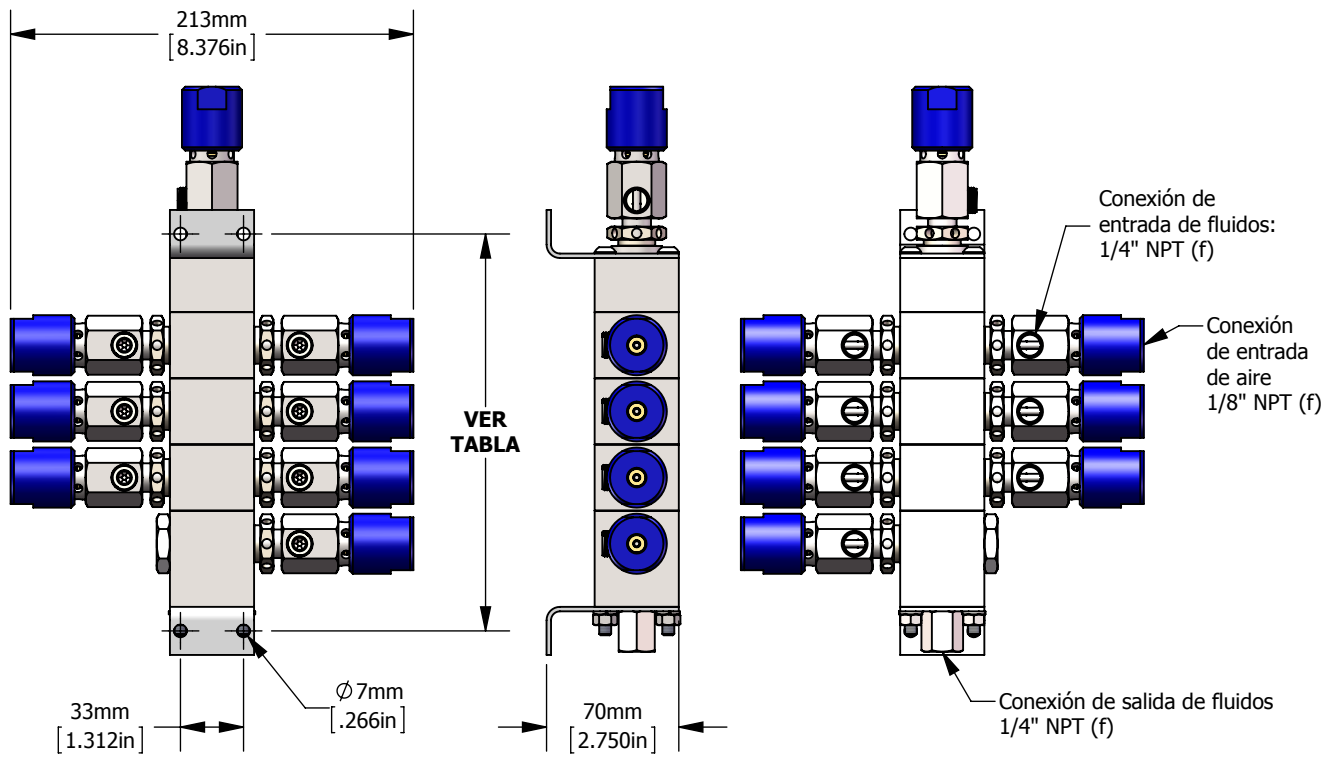 213mm
[8.376in]
Conexión de
entrada de fluidos:
1/4" NPT (f)
Conexión
de entrada
de aire
1/8" NPT (f)
VER
TABLA
∅7mm
[.266in]
33mm
[1.312in]
70mm
[2.750in]
Conexión de salida de fluidos
1/4" NPT (f)